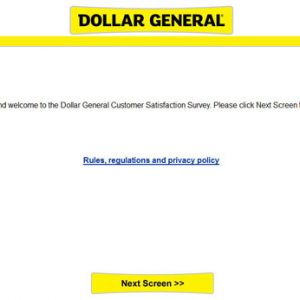 DOLLAR GENERAL
nd welcome to the Dollar General Customer Satisfaction Survey. Please click Next Screen
Rules, regulations and privacy policy
Next Screen >>